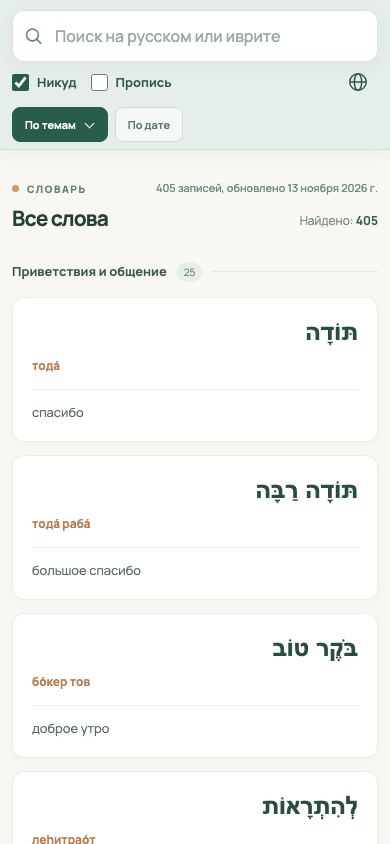 Поиск на русском или иврите
Никуд
Пропись
По темам
По дате
СЛОВАРЬ
405 записей, обновлено 13 ноября 2026 г.
Все слова
Найдено: 405
Приветствия и общение 25
תּוֹדָה
тода́
спасибо
תּוֹדָה רַבָּה
тода́ раба́
большое спасибо
בֹּקֶר טוֹב
бо́кер тов
доброе утро
לְהִתְרָאוֹת
леhитрао́т